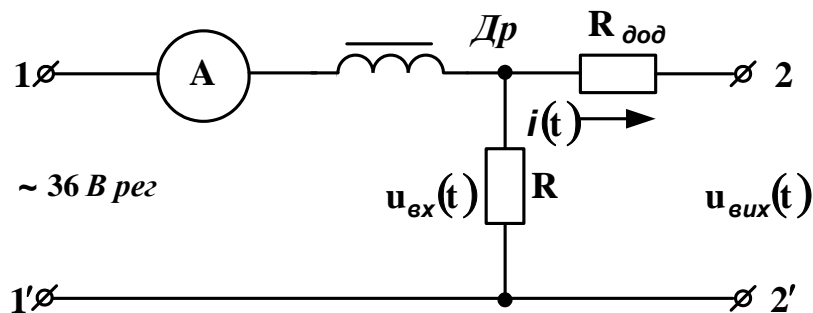 Др
R дод
1
A
2
i(t)
~ 36 В рег
uвх(t)
R
uвих(t)
1′
2′